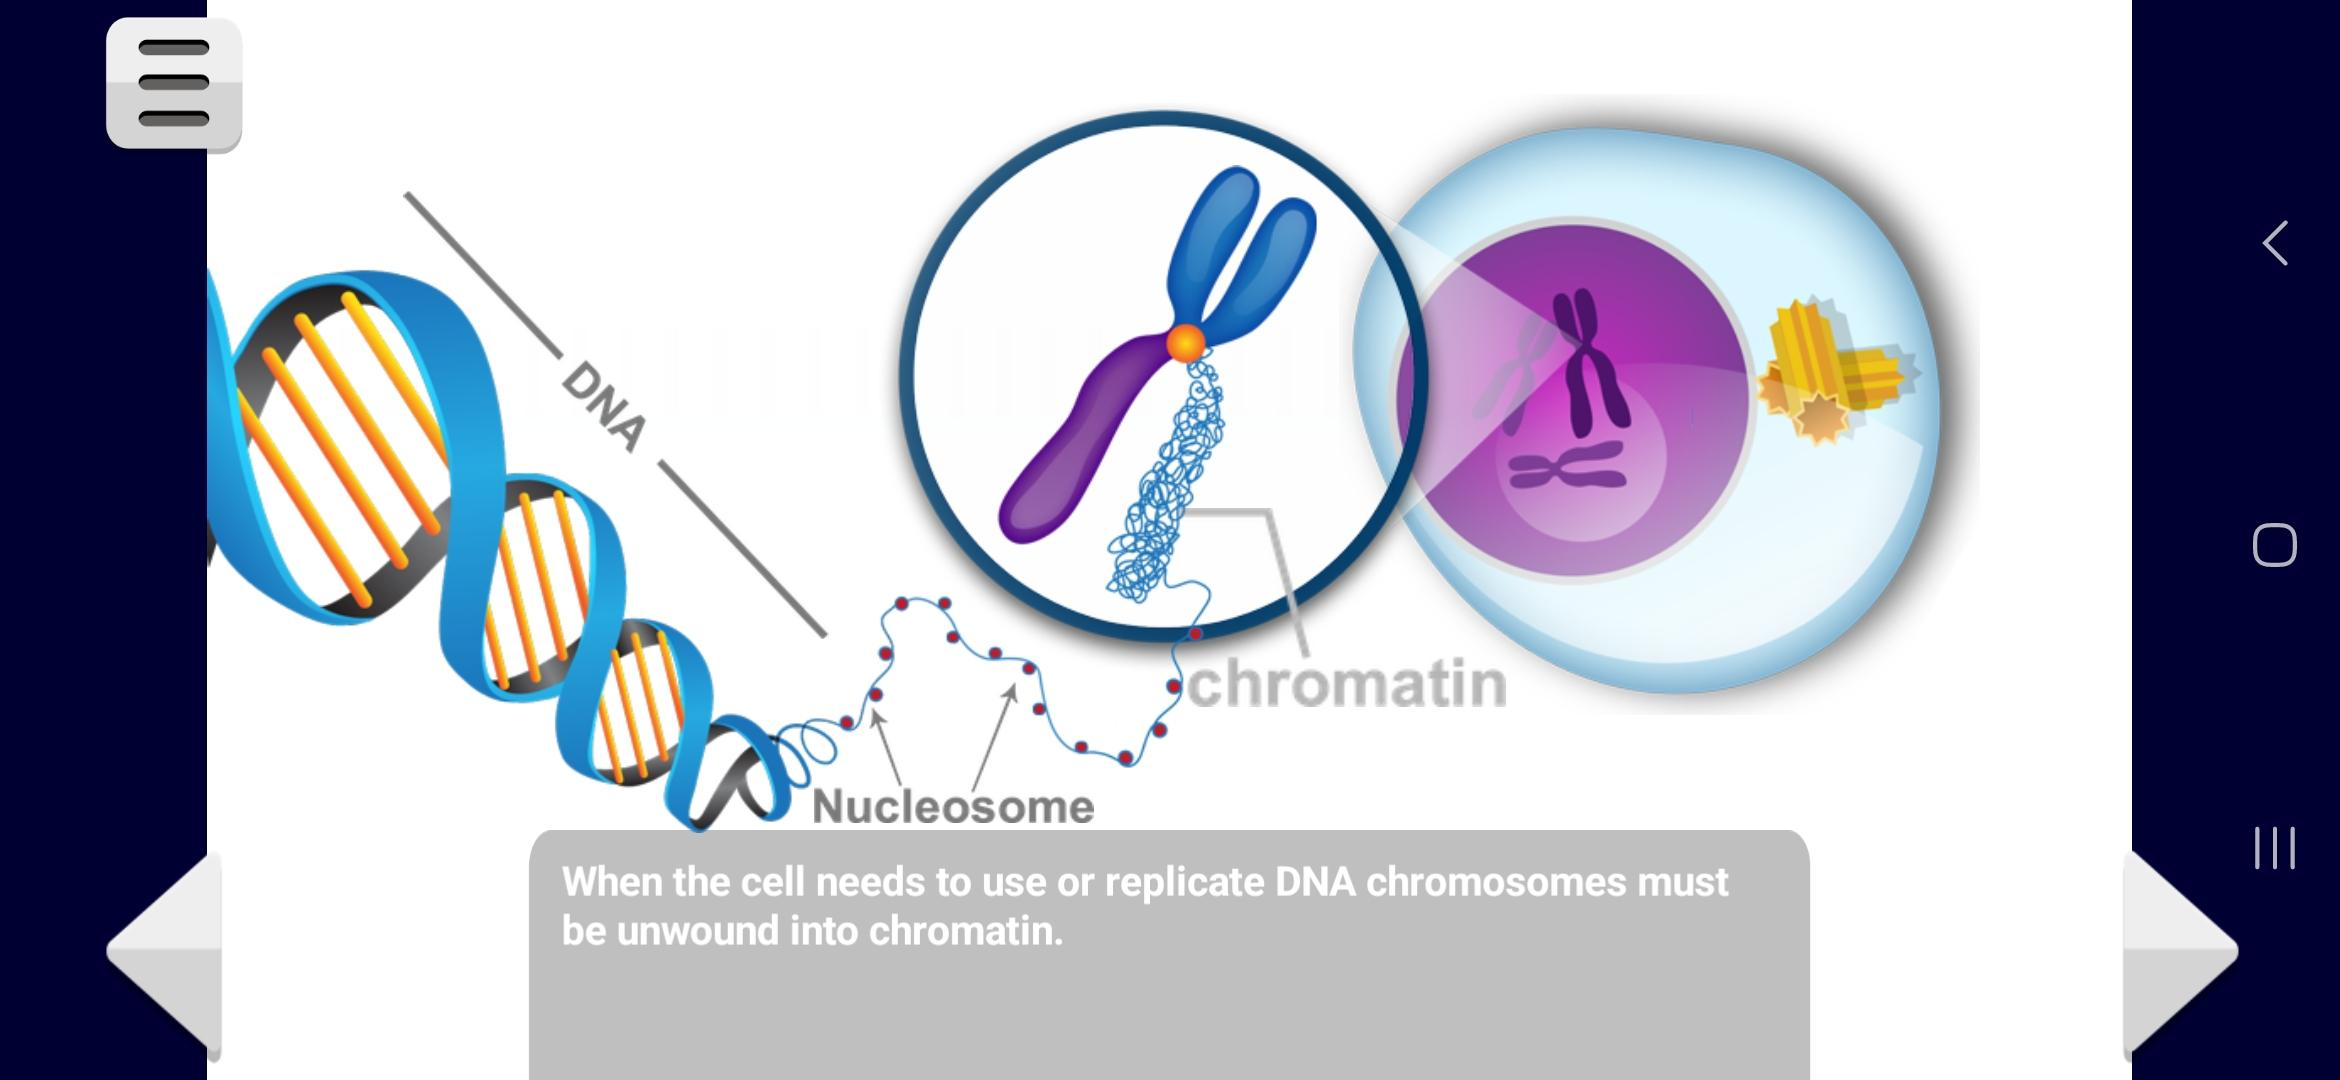 DNA
chromatin
Nucleosome
When the cell needs to use or replicate DNA chromosomes must
be unwound into chromatin.